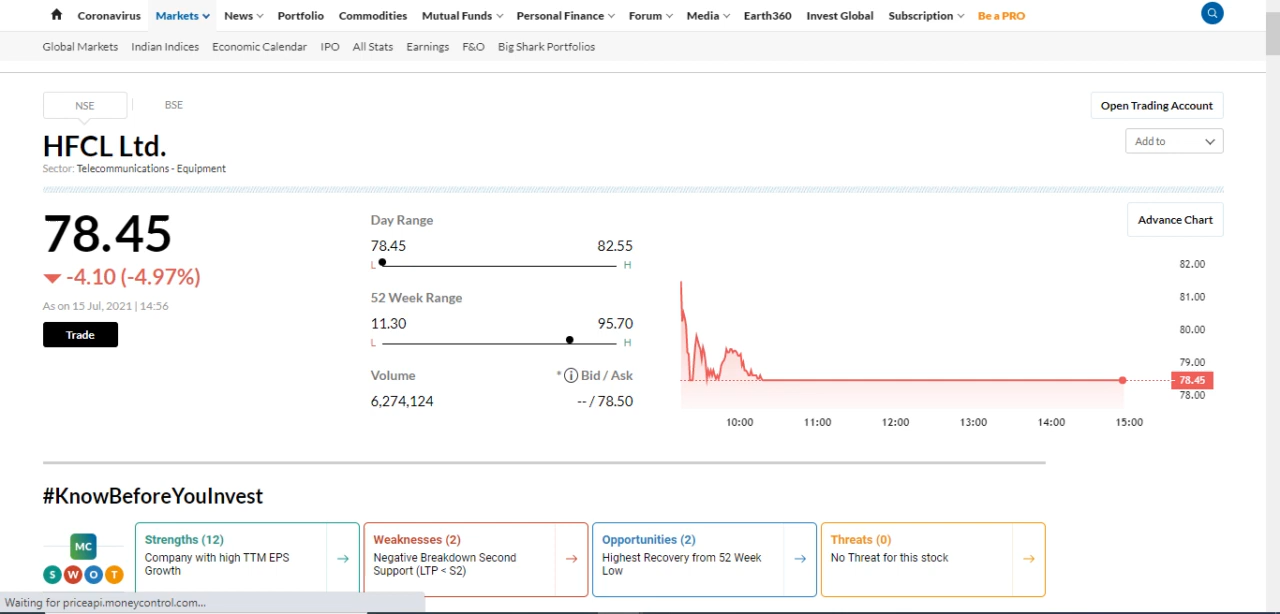 Coronavirus Markets News Portfolio Commodities Mutual Funds Personal Finance Forum Media Earth360 Invest Global Subscription Be a PRO
Global Markets Indian Indices Economic Calendar IPO All Stats Earnings F&O Big Shark Portfolios
NSE BSE
Open Trading Account
HFCL Ltd.
Add to
Sector: Telecommunications - Equipment
78.45
-4.10 (-4.97%)
As on 15 Jul, 2021 | 14:56
Trade
Day Range
78.45 82.55
L H
52 Week Range
11.30 95.70
L H
Volume * i Bid / Ask
6,274,124 -- / 78.50
Advance Chart
82.00
81.00
80.00
79.00
78.45
78.00
10:00 11:00 12:00 13:00 14:00 15:00
#KnowBeforeYouInvest
MC
S W O T
Strengths (12)
Company with high TTM EPS
Growth
Weaknesses (2)
Negative Breakdown Second
Support (LTP < S2)
Opportunities (2)
Highest Recovery from 52 Week
Low
Threats (0)
No Threat for this stock
Waiting for priceapi.moneycontrol.com...